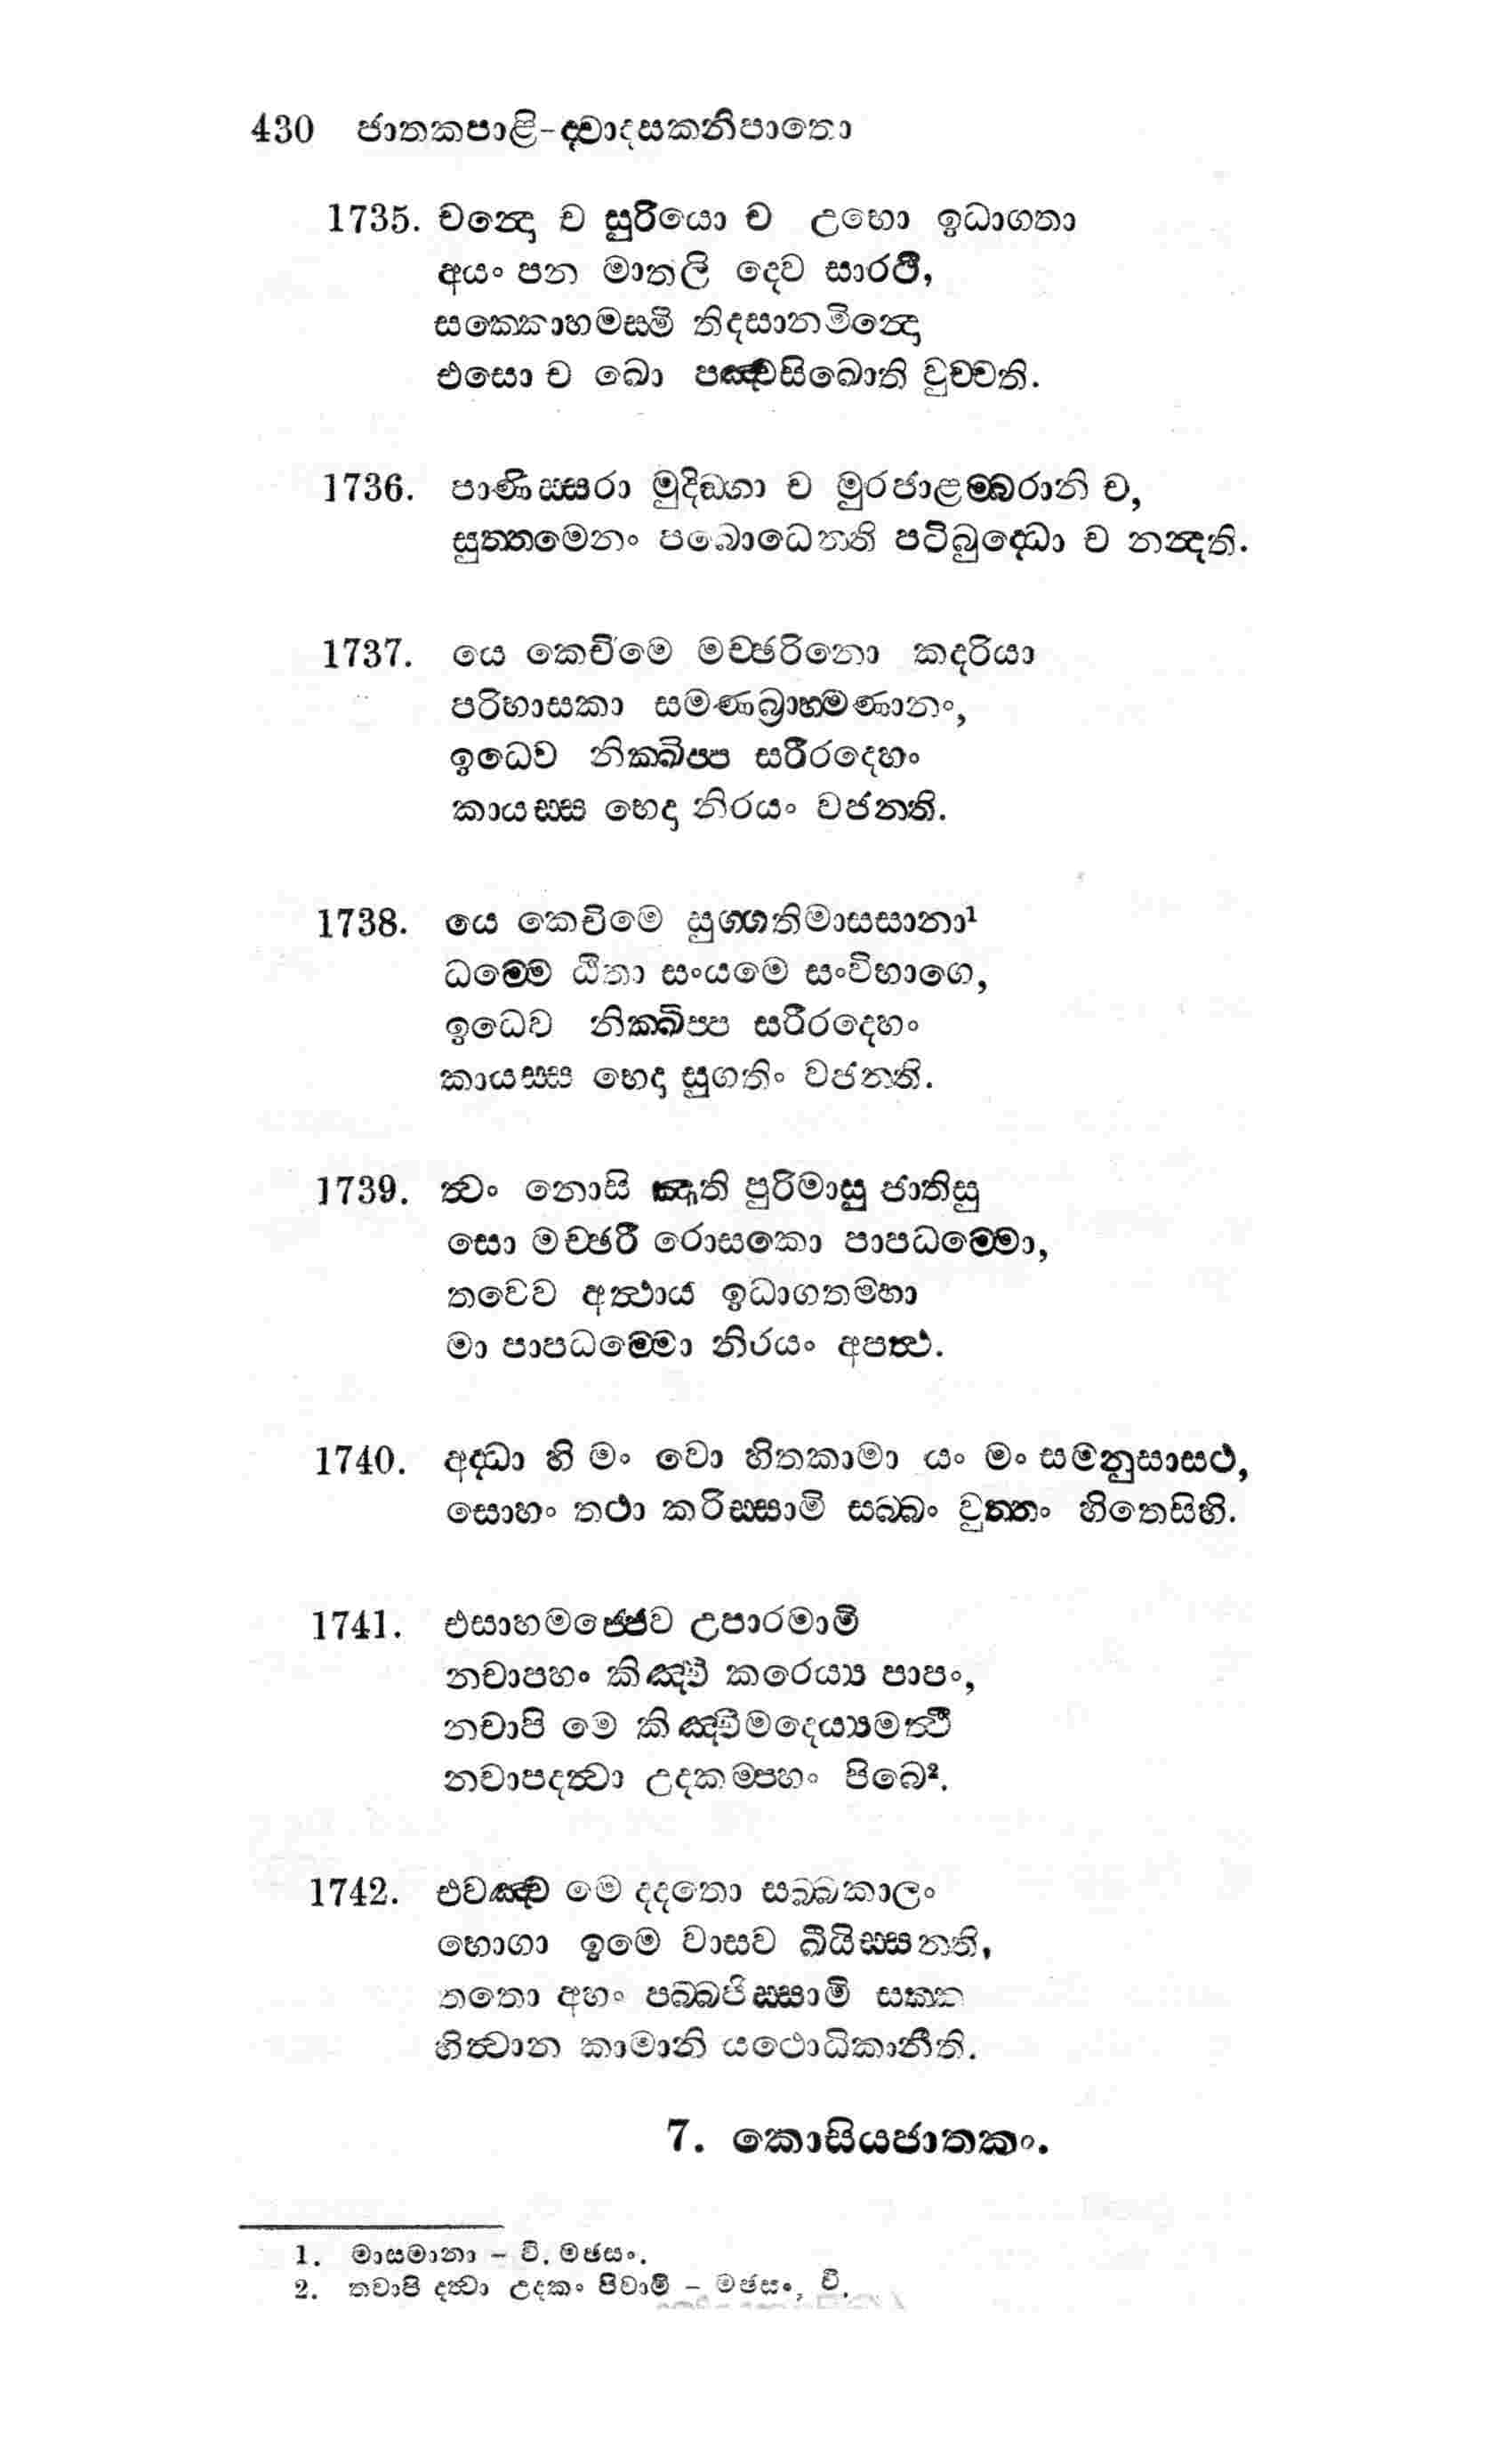 430 ජාතකපාළි-ද්වාදසකනිපාතො
1735. චන්දො ච සුරියො ච උභො ඉධාගතා
අයං පන මාතලි දෙව සාරථී,
සක්කොහමස්මි තිදසානමින්දො
එසො ච ඛො පඤ්චසිඛොති වුච්චති.
1736. පාණිස්සරා මුදිඞ්ගා ච මුරජාළම්බරානි ච,
සුත්තමෙනං පබොධෙන්ති පටිබුද්ධො ච නන්දති.
1737. යෙ කෙචිමෙ මච්ඡරිනො කදරියා
පරිභාසකා සමණබ්‍රාහ්මණානං,
ඉධෙව නික්ඛිප්ප සරීරදෙහං
කායස්ස භෙදා නිරයං වජන්ති.
1738. යෙ කෙචිමෙ සුග්ගතිමාසසානා¹
ධම්මෙ ඨිතා සංයමෙ සංවිභාගෙ,
ඉධෙව නික්ඛිප්ප සරීරදෙහං
කායස්ස භෙදා සුගතිං වජන්ති.
1739. ත්වං නොසි ඤාති පුරිමාසු ජාතිසු
සො මච්ඡරී රොසකො පාපධම්මො,
තවෙව අත්ථාය ඉධාගතම්හා
මා පාපධම්මො නිරයං අපත්ථ.
1740. අද්ධා හි මං වො හිතකාමා යං මං සමනුසාසථ,
සොහං තථා කරිස්සාමි සබ්බං වුත්තං හිතෙසිභි.
1741. එසාහමජ්ජෙව උපාරමාමි
නචාපහං කිඤ්චි කරෙය්‍ය පාපං,
නචාපි මෙ කිඤ්චිමදෙය්‍යමත්ථි
නචාපදත්වා උදකම්පහං පිබෙ².
1742. එවඤ්ච මෙ දදතො සබ්බකාලං
භොගා ඉමෙ වාසව ඛීයිස්සන්ති,
තතො අහං පබ්බජිස්සාමි සක්ක
හිත්වාන කාමානි යථොධිකානීති.
7. කොසියජාතකං.
1. මාසමානා - වි. මඡසං.
2. නචාපි දත්වා උදකං පිවාමි - මඡසං, වි.